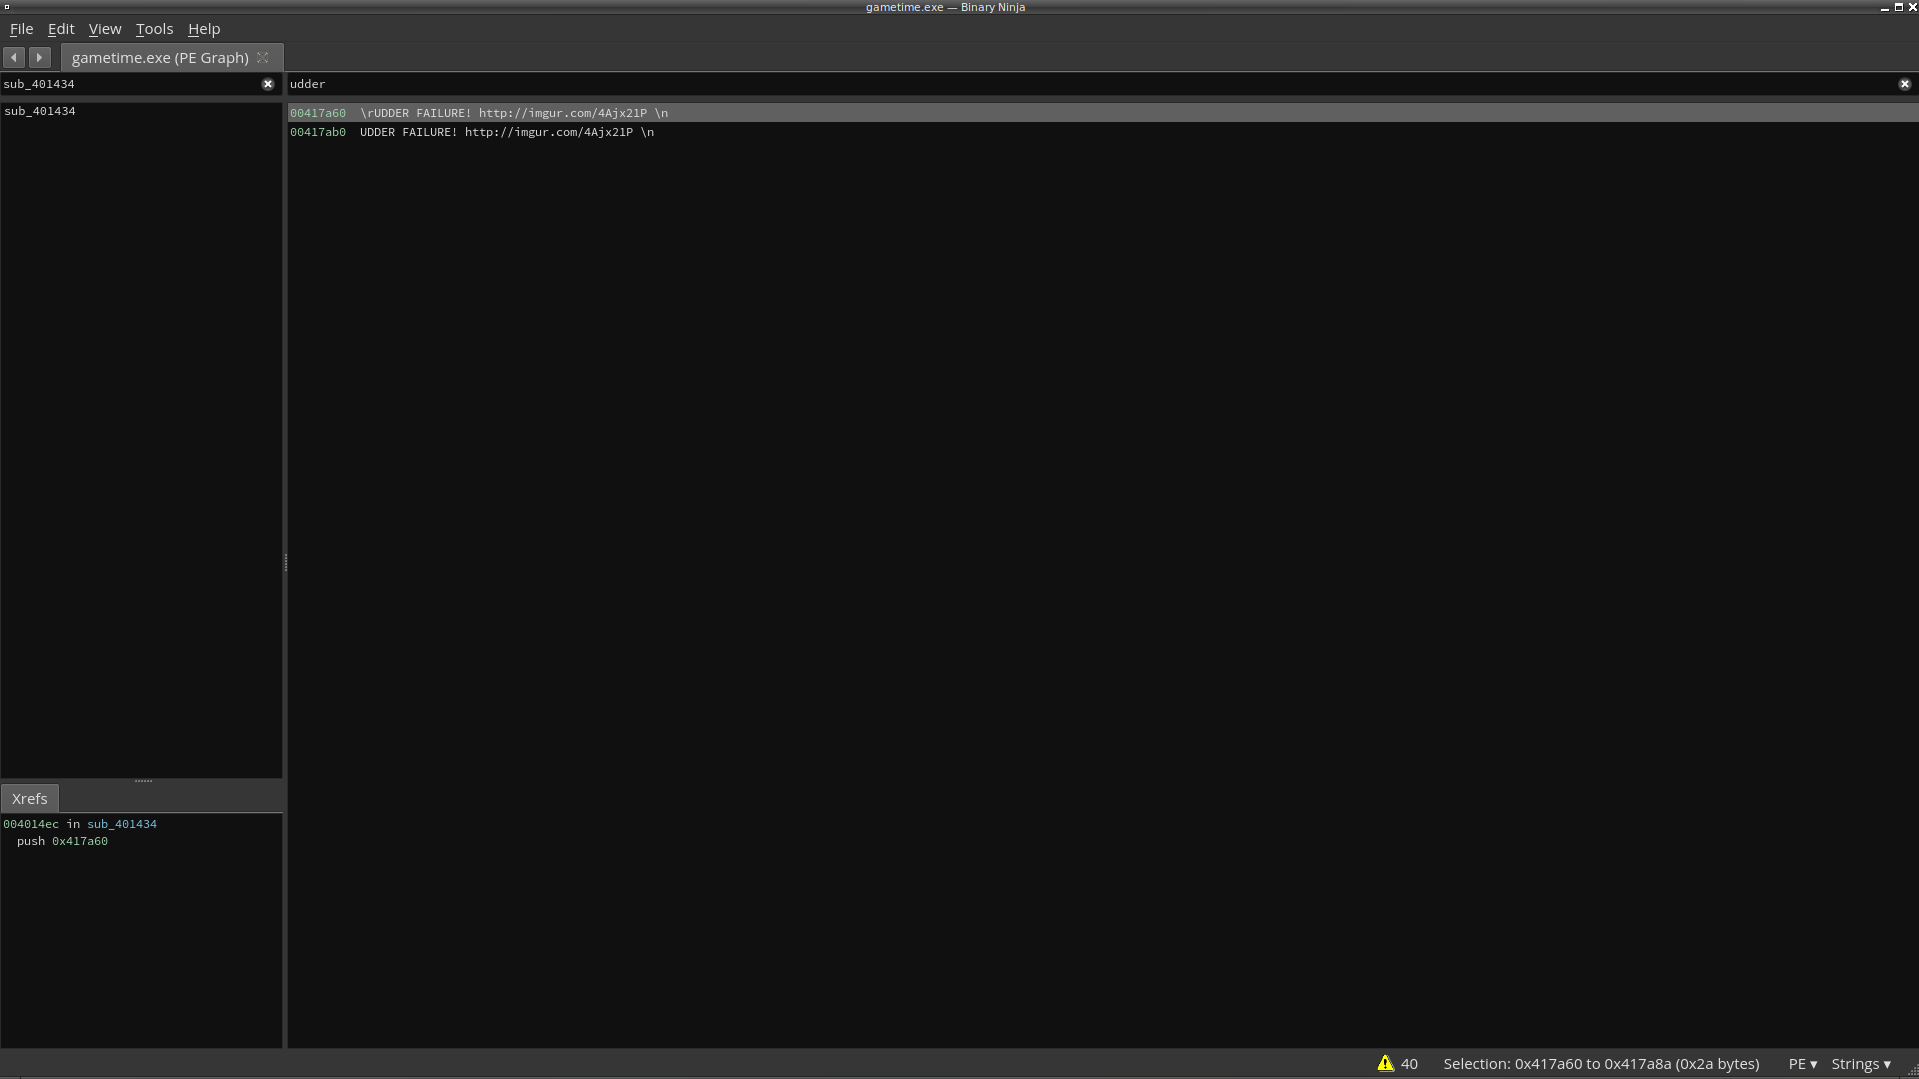 gametime.exe — Binary Ninja
File Edit View Tools Help
gametime.exe (PE Graph)
sub_401434
udder
sub_401434
00417a60 \rUDDER FAILURE! http://imgur.com/4Ajx21P \n
00417ab0 UDDER FAILURE! http://imgur.com/4Ajx21P \n
Xrefs
004014ec in sub_401434
push 0x417a60
40 Selection: 0x417a60 to 0x417a8a (0x2a bytes) PE ▾ Strings ▾